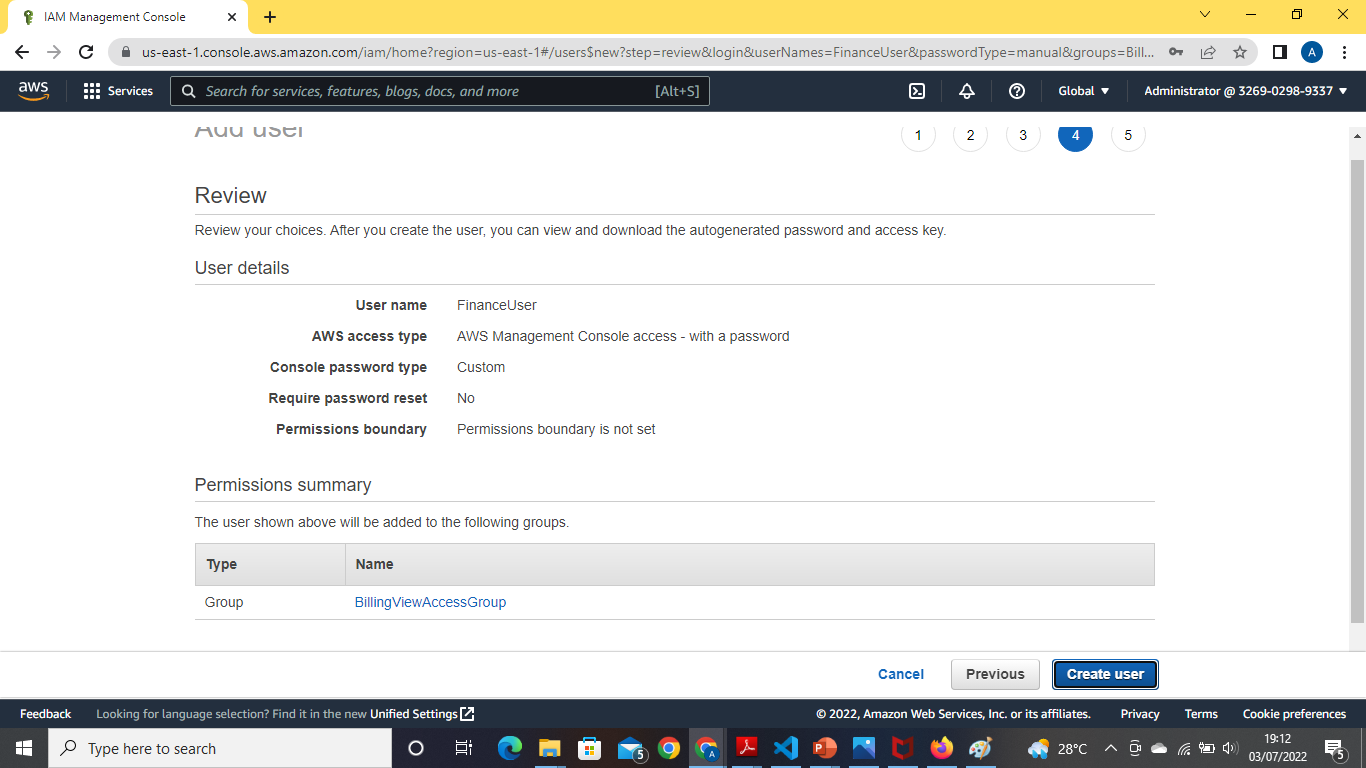 IAM Management Console
us-east-1.console.aws.amazon.com/iam/home?region=us-east-1#/users$new?step=review&login&userNames=FinanceUser&passwordType=manual&groups=Bill...
A
aws
Services
Search for services, features, blogs, docs, and more
[Alt+S]
Global
Administrator @ 3269-0298-9337
Add user
1 2 3 4 5
Review
Review your choices. After you create the user, you can view and download the autogenerated password and access key.
User details
User name FinanceUser
AWS access type AWS Management Console access - with a password
Console password type Custom
Require password reset No
Permissions boundary Permissions boundary is not set
Permissions summary
The user shown above will be added to the following groups.
Type Name
Group BillingViewAccessGroup
Cancel Previous Create user
Feedback Looking for language selection? Find it in the new Unified Settings © 2022, Amazon Web Services, Inc. or its affiliates. Privacy Terms Cookie preferences
Type here to search
5
A
28°C
19:12
03/07/2022
5